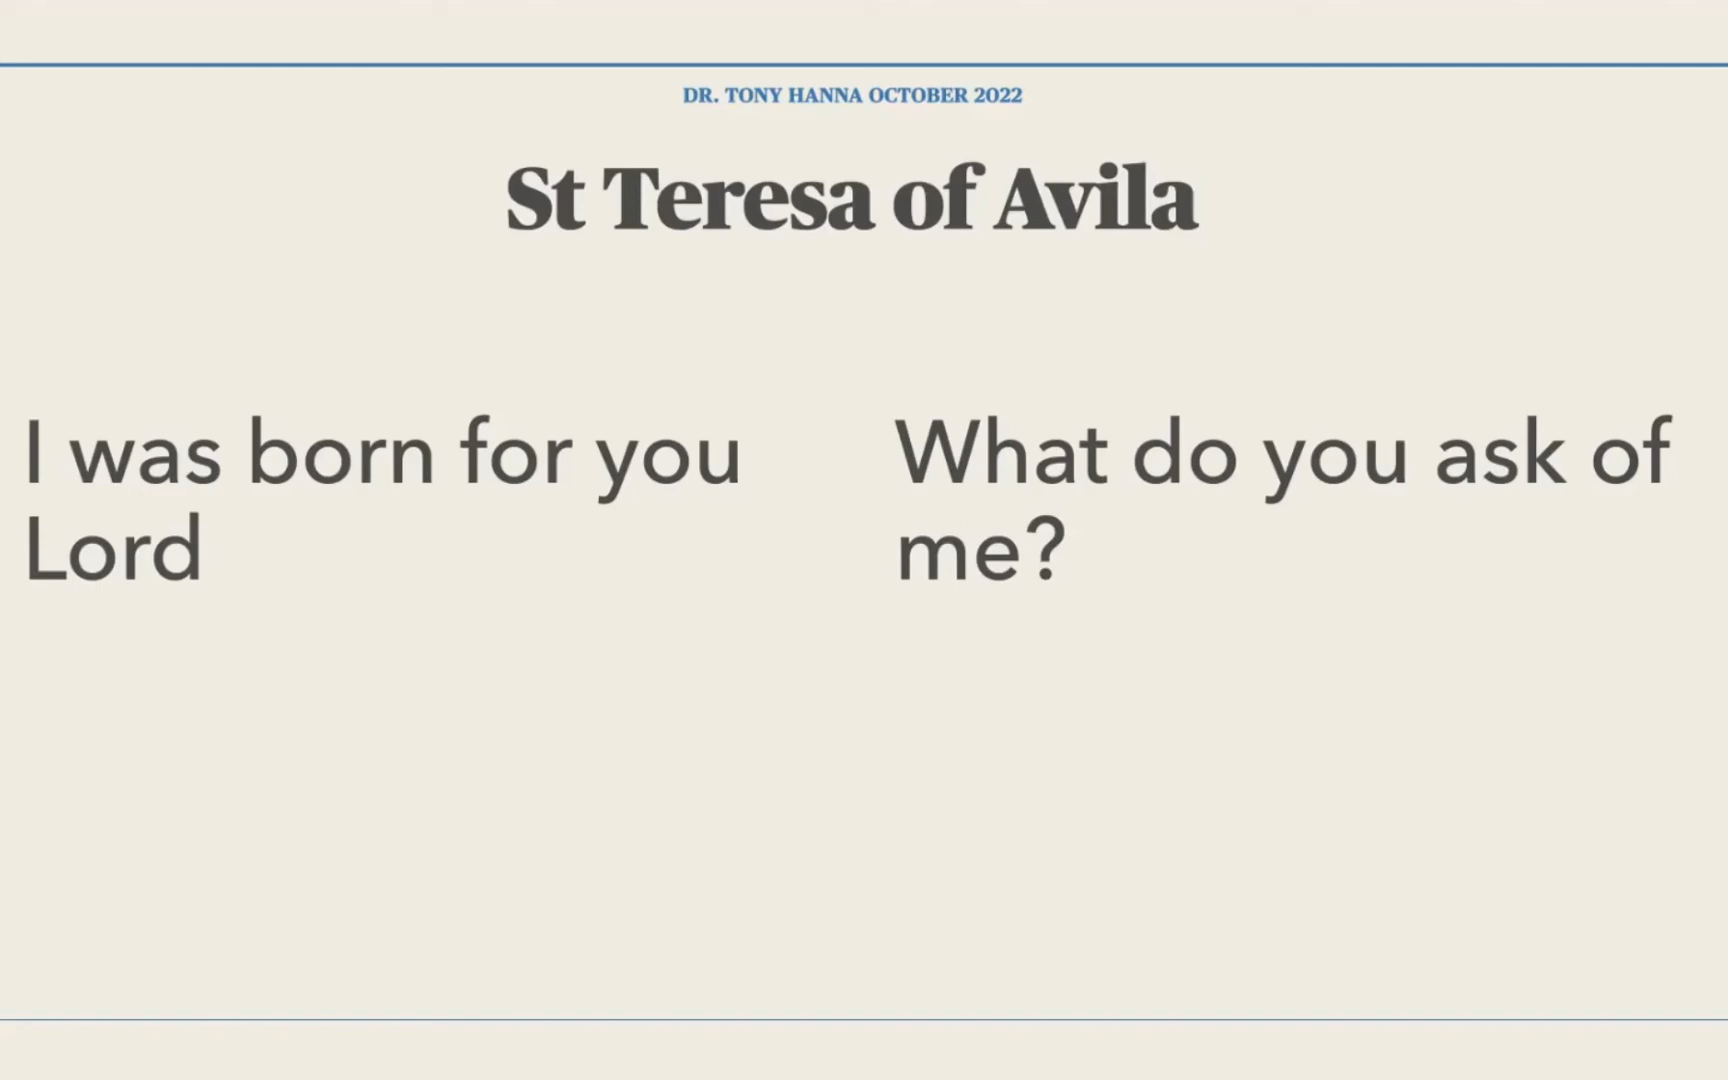 DR. TONY HANNA OCTOBER 2022
St Teresa of Avila
I was born for you
Lord
What do you ask of
me?